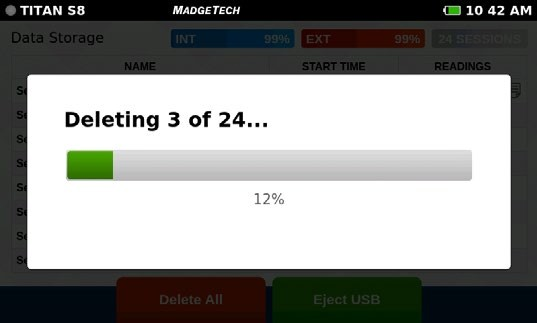 TITAN S8
MADGETECH
10 42 AM
Data Storage
INT 99%
EXT 99%
24 SESSIONS
NAME
START TIME
READINGS
Deleting 3 of 24...
12%
Delete All
Eject USB